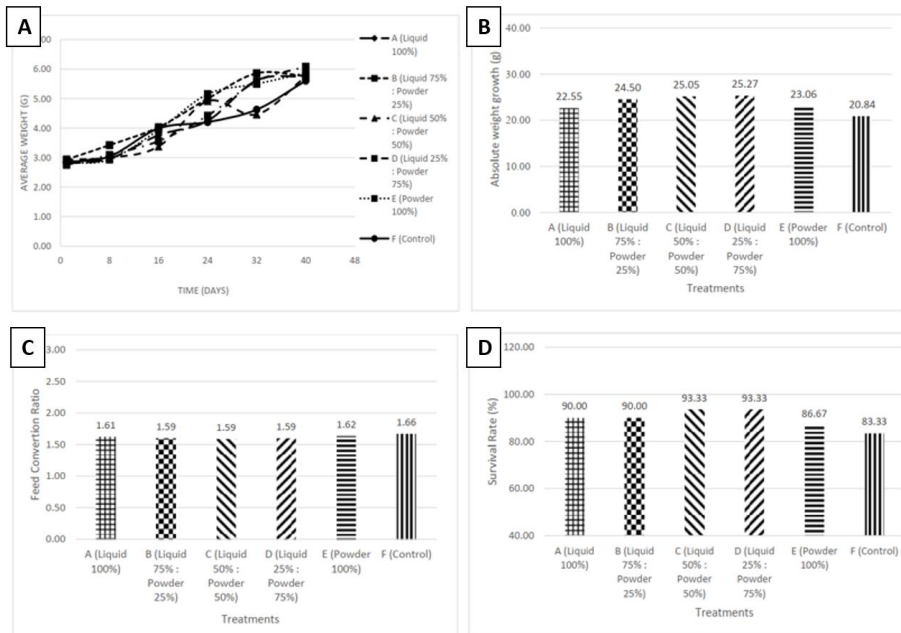 A
.00
6.00
5.00
4.00
3.00
2.00
1.00
0.00
AVERAGE WEIGHT (G)
0 8 16 24 32 40 48
TIME (DAYS)
A (Liquid
100%)
B (Liquid 75%
: Powder
25%)
C (Liquid 50%
: Powder
50%)
D (Liquid 25%
: Powder
75%)
E (Powder
100%)
F (Control)
B
40.00
30.00
20.00
10.00
0.00
Absolute weight growth (g)
22.55 24.50 25.05 25.27 23.06 20.84
A (Liquid B (Liquid C (Liquid D (Liquid E (Powder F (Control)
100%) 75% : 50% : 25% : 100%)
Powder Powder Powder
25%) 50%) 75%)
Treatments
C
3.00
2.50
2.00
1.50
1.00
0.50
0.00
Feed Convertion Ratio
1.61 1.59 1.59 1.59 1.62 1.66
A (Liquid B (Liquid C (Liquid D (Liquid E (Powder F (Control)
100%) 75% : 50% : 25% : 100%)
Powder Powder Powder
25%) 50%) 75%)
Treatments
D
120.00
100.00
80.00
60.00
40.00
Survival Rate (%)
90.00 90.00 93.33 93.33 86.67 83.33
A (Liquid B (Liquid C (Liquid D (Liquid E (Powder F (Control)
100%) 75% : 50% : 25% : 100%)
Powder Powder Powder
25%) 50%) 75%)
Treatments